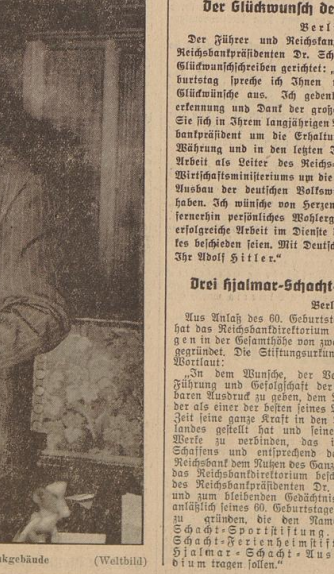 Der Glückwunsch de
Berl
Der Führer und Reichskan
Reichsbankpräsidenten Dr. Sch
Glückwunschschreiben gerichtet: „
burtstag spreche ich Ihnen
Glückwünsche aus. Ich geden
erkennung und Dank der groß
Sie sich in Ihrem langjährigen
bankpräsident um die Erhaltun
Währung und in den letzten I
Arbeit als Leiter des Reichs-
Wirtschaftsministeriums um die
Ausbau der deutschen Volksw
haben. Ich wünsche von Herzen
fernerhin persönliches Wohlerg
erfolgreiche Arbeit im Dienste
kes beschieden seien. Mit Deutsch
Ihr Adolf Hitler.“
Drei Hjalmar-Schacht-
Berl
Aus Anlaß des 60. Geburtst
hat das Reichsbankdirektorium
gen in der Gesamthöhe von zwe
gegründet. Die Stiftungsurkun
Wortlaut:
„In dem Wunsche, der Ve
Führung und Gefolgschaft der
baren Ausdruck zu geben, dem
der als einer der besten seines
Zeit seine ganze Kraft in den
landes gestellt hat und seine
Werke zu verbinden, das i
Schaffens und entsprechend de
Reichsbank dem Nutzen des Ganz
das Reichsbankdirektorium besch
des Reichsbankpräsidenten Dr.
und zum bleibenden Gedächtni
anläßlich seines 60. Geburtstages
zu gründen, die den Nam
Schacht-Sportstiftung.
Schacht-Ferienheimstif
Hjalmar-Schacht-Aus
dium tragen sollen.“
nkgebäude (Weltbild)